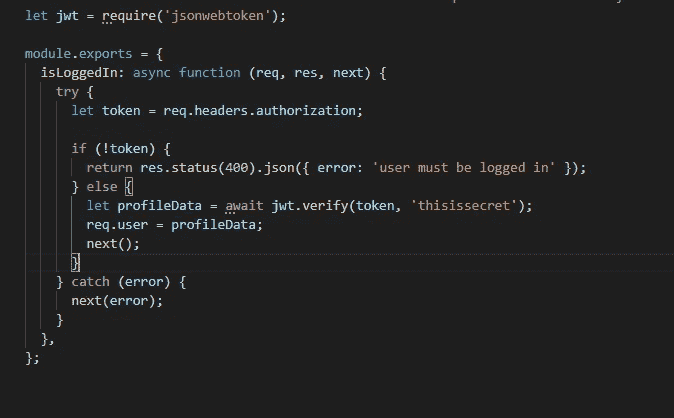 let jwt = require('jsonwebtoken');
module.exports = {
isLoggedIn: async function (req, res, next) {
try {
let token = req.headers.authorization;
if (!token) {
return res.status(400).json({ error: 'user must be logged in' });
} else {
let profileData = await jwt.verify(token, 'thisissecret');
req.user = profileData;
next();
}
} catch (error) {
next(error);
}
},
};